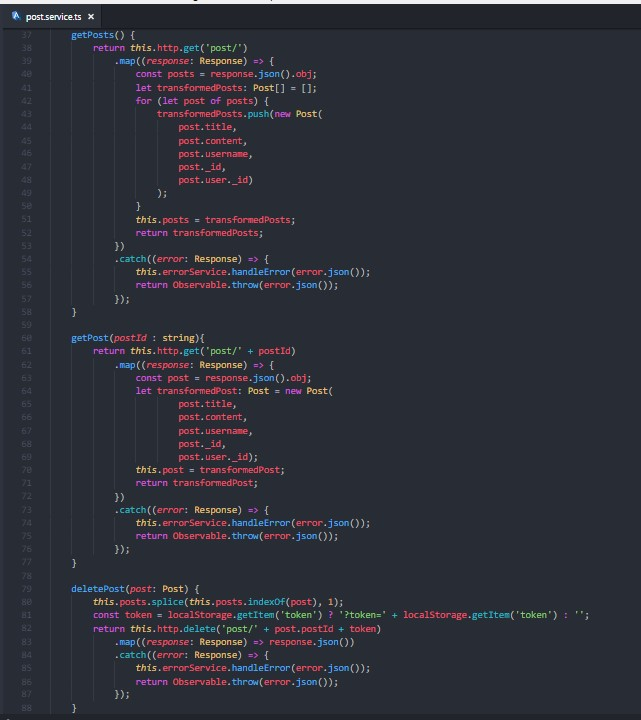 post.service.ts ×
37 getPosts() {
38 return this.http.get('post/')
39 .map((response: Response) => {
40 const posts = response.json().obj;
41 let transformedPosts: Post[] = [];
42 for (let post of posts) {
43 transformedPosts.push(new Post(
44 post.title,
45 post.content,
46 post.username,
47 post._id,
48 post.user._id)
49 );
50 }
51 this.posts = transformedPosts;
52 return transformedPosts;
53 })
54 .catch((error: Response) => {
55 this.errorService.handleError(error.json());
56 return Observable.throw(error.json());
57 });
58 }
59
60 getPost(postId : string){
61 return this.http.get('post/' + postId)
62 .map((response: Response) => {
63 const post = response.json().obj;
64 let transformedPost: Post = new Post(
65 post.title,
66 post.content,
67 post.username,
68 post._id,
69 post.user._id);
70 this.post = transformedPost;
71 return transformedPost;
72 })
73 .catch((error: Response) => {
74 this.errorService.handleError(error.json());
75 return Observable.throw(error.json());
76 });
77 }
78
79 deletePost(post: Post) {
80 this.posts.splice(this.posts.indexOf(post), 1);
81 const token = localStorage.getItem('token') ? '?token=' + localStorage.getItem('token') : '';
82 return this.http.delete('post/' + post.postId + token)
83 .map((response: Response) => response.json())
84 .catch((error: Response) => {
85 this.errorService.handleError(error.json());
86 return Observable.throw(error.json());
87 });
88 }